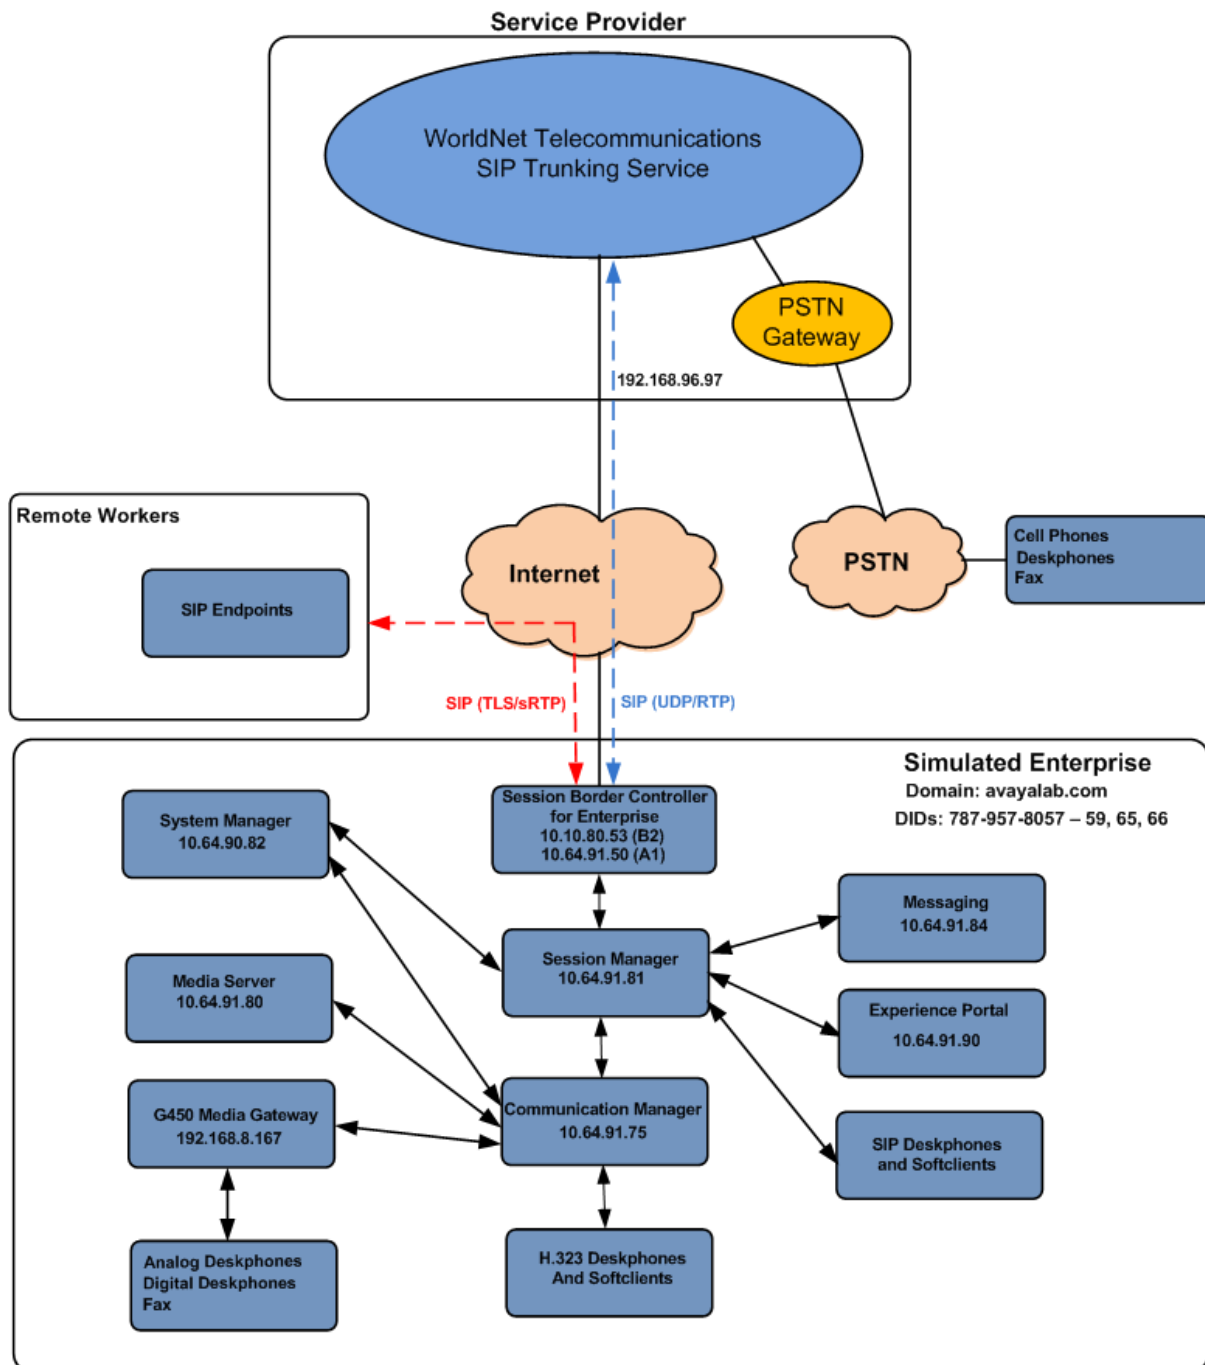 Service Provider
WorldNet Telecommunications
SIP Trunking Service
PSTN
Gateway
192.168.96.97
Remote Workers
SIP Endpoints
Internet
PSTN
Cell Phones
Deskphones
Fax
SIP (TLS/sRTP)
SIP (UDP/RTP)
Simulated Enterprise
Domain: avayalab.com
DIDs: 787-957-8057 – 59, 65, 66
System Manager
10.64.90.82
Session Border Controller
for Enterprise
10.10.80.53 (B2)
10.64.91.50 (A1)
Messaging
10.64.91.84
Media Server
10.64.91.80
Session Manager
10.64.91.81
Experience Portal
10.64.91.90
G450 Media Gateway
192.168.8.167
Communication Manager
10.64.91.75
SIP Deskphones
and Softclients
Analog Deskphones
Digital Deskphones
Fax
H.323 Deskphones
And Softclients